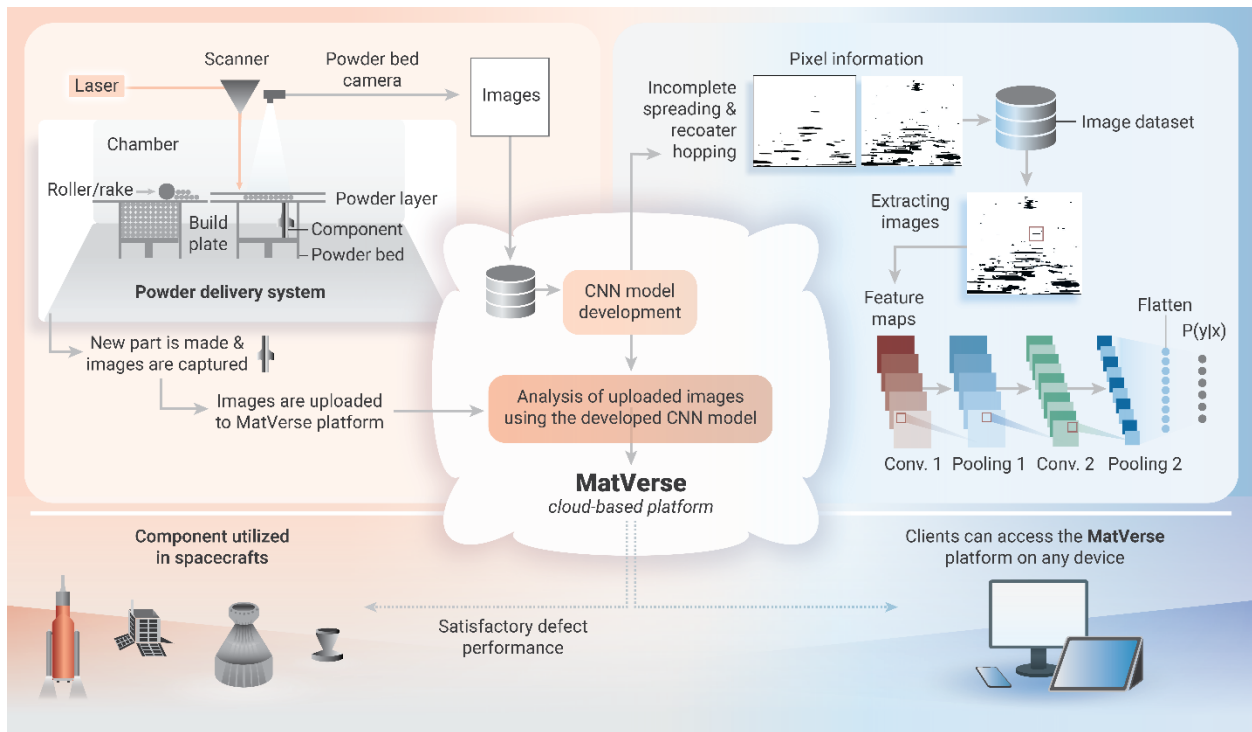 Scanner
Laser
Powder bed
camera
Images
Chamber
Roller/rake
Build
plate
Powder layer
Component
Powder bed
Powder delivery system
New part is made &
images are captured
Images are uploaded
to MatVerse platform
CNN model
development
Analysis of uploaded images
using the developed CNN model
MatVerse
cloud-based platform
Pixel information
Incomplete
spreading &
recoater
hopping
Image dataset
Extracting
images
Feature
maps
Flatten
P(y|x)
Conv. 1
Pooling 1
Conv. 2
Pooling 2
Component utilized
in spacecrafts
Satisfactory defect
performance
Clients can access the MatVerse
platform on any device